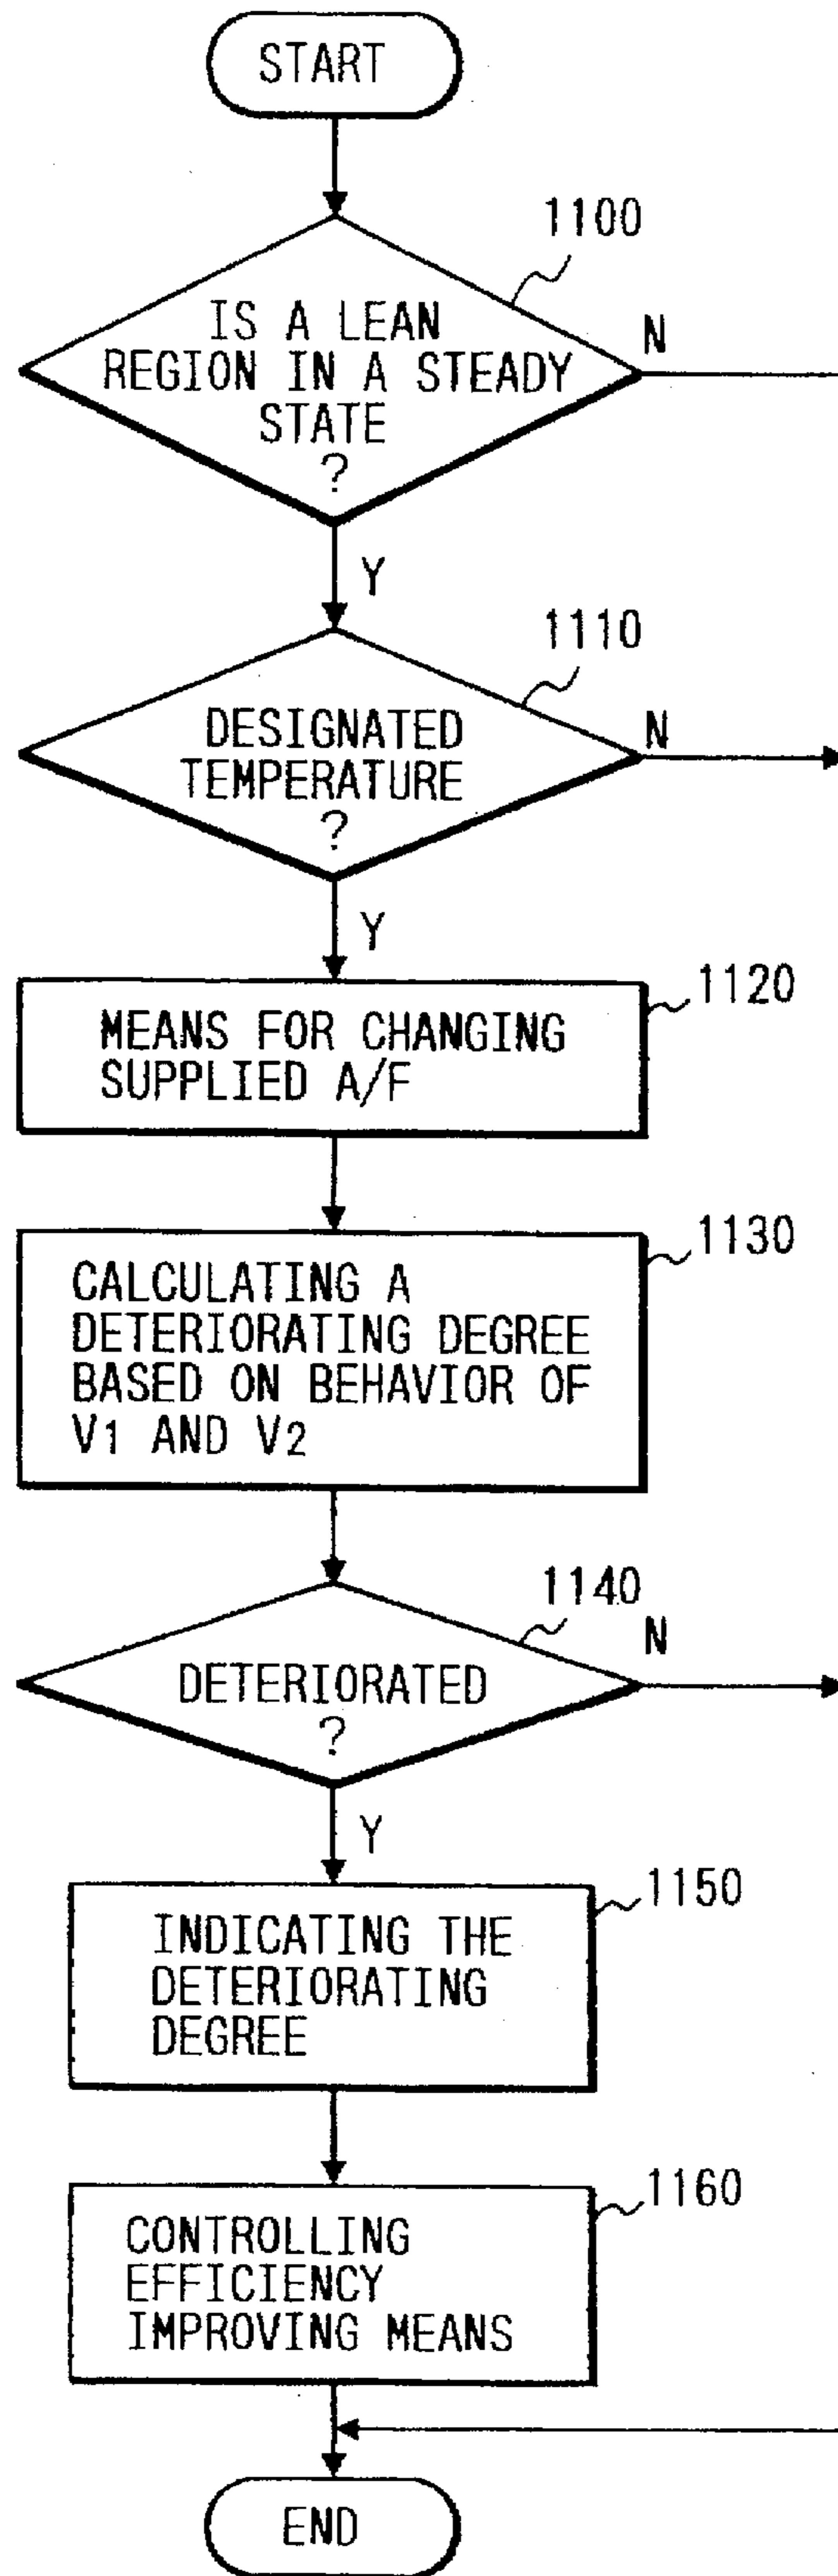 START
1100
IS A LEAN
REGION IN A STEADY
STATE
?
N
Y
1110
DESIGNATED
TEMPERATURE
?
N
Y
1120
MEANS FOR CHANGING
SUPPLIED A/F
1130
CALCULATING A
DETERIORATING DEGREE
BASED ON BEHAVIOR OF
V1 AND V2
1140
DETERIORATED
?
N
Y
1150
INDICATING THE
DETERIORATING
DEGREE
1160
CONTROLLING
EFFICIENCY
IMPROVING MEANS
END